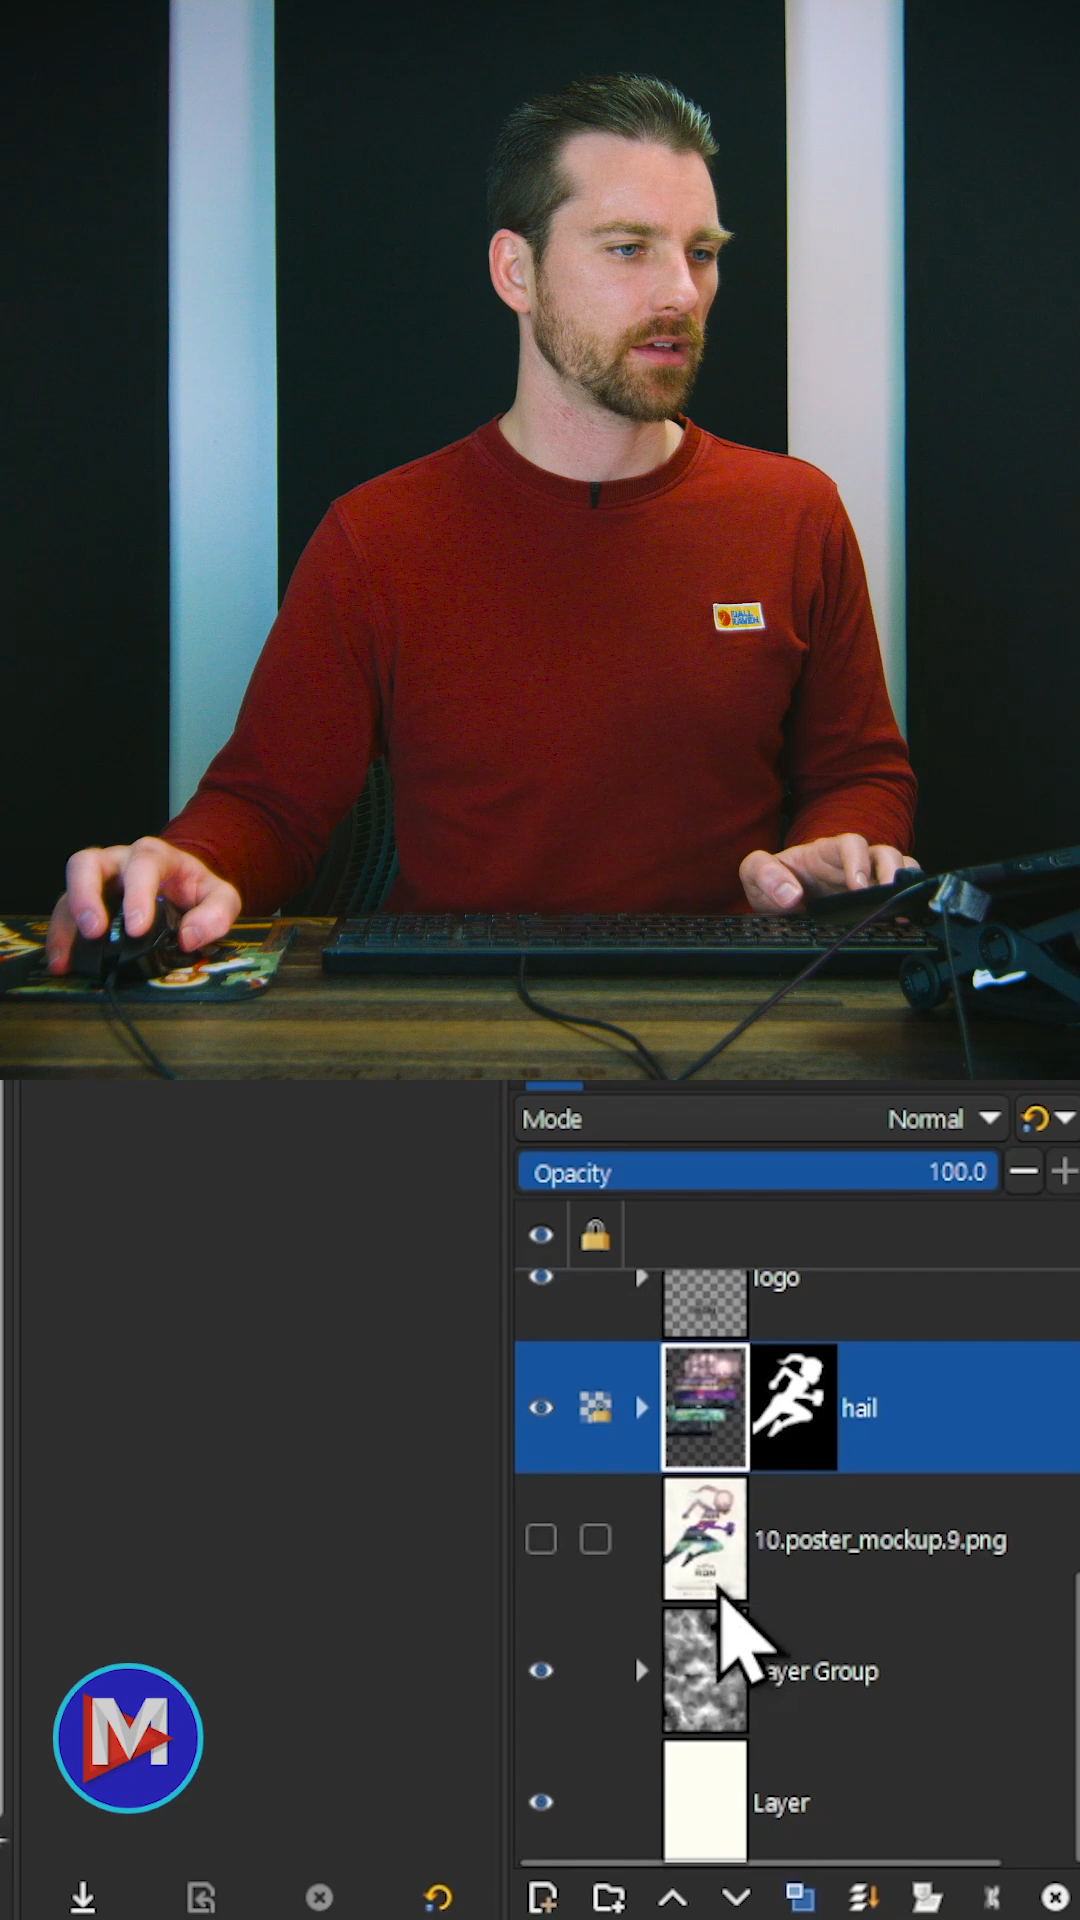 Mode
Normal
Opacity
100.0
logo
hail
10.poster_mockup.9.png
ayer Group
Layer
M